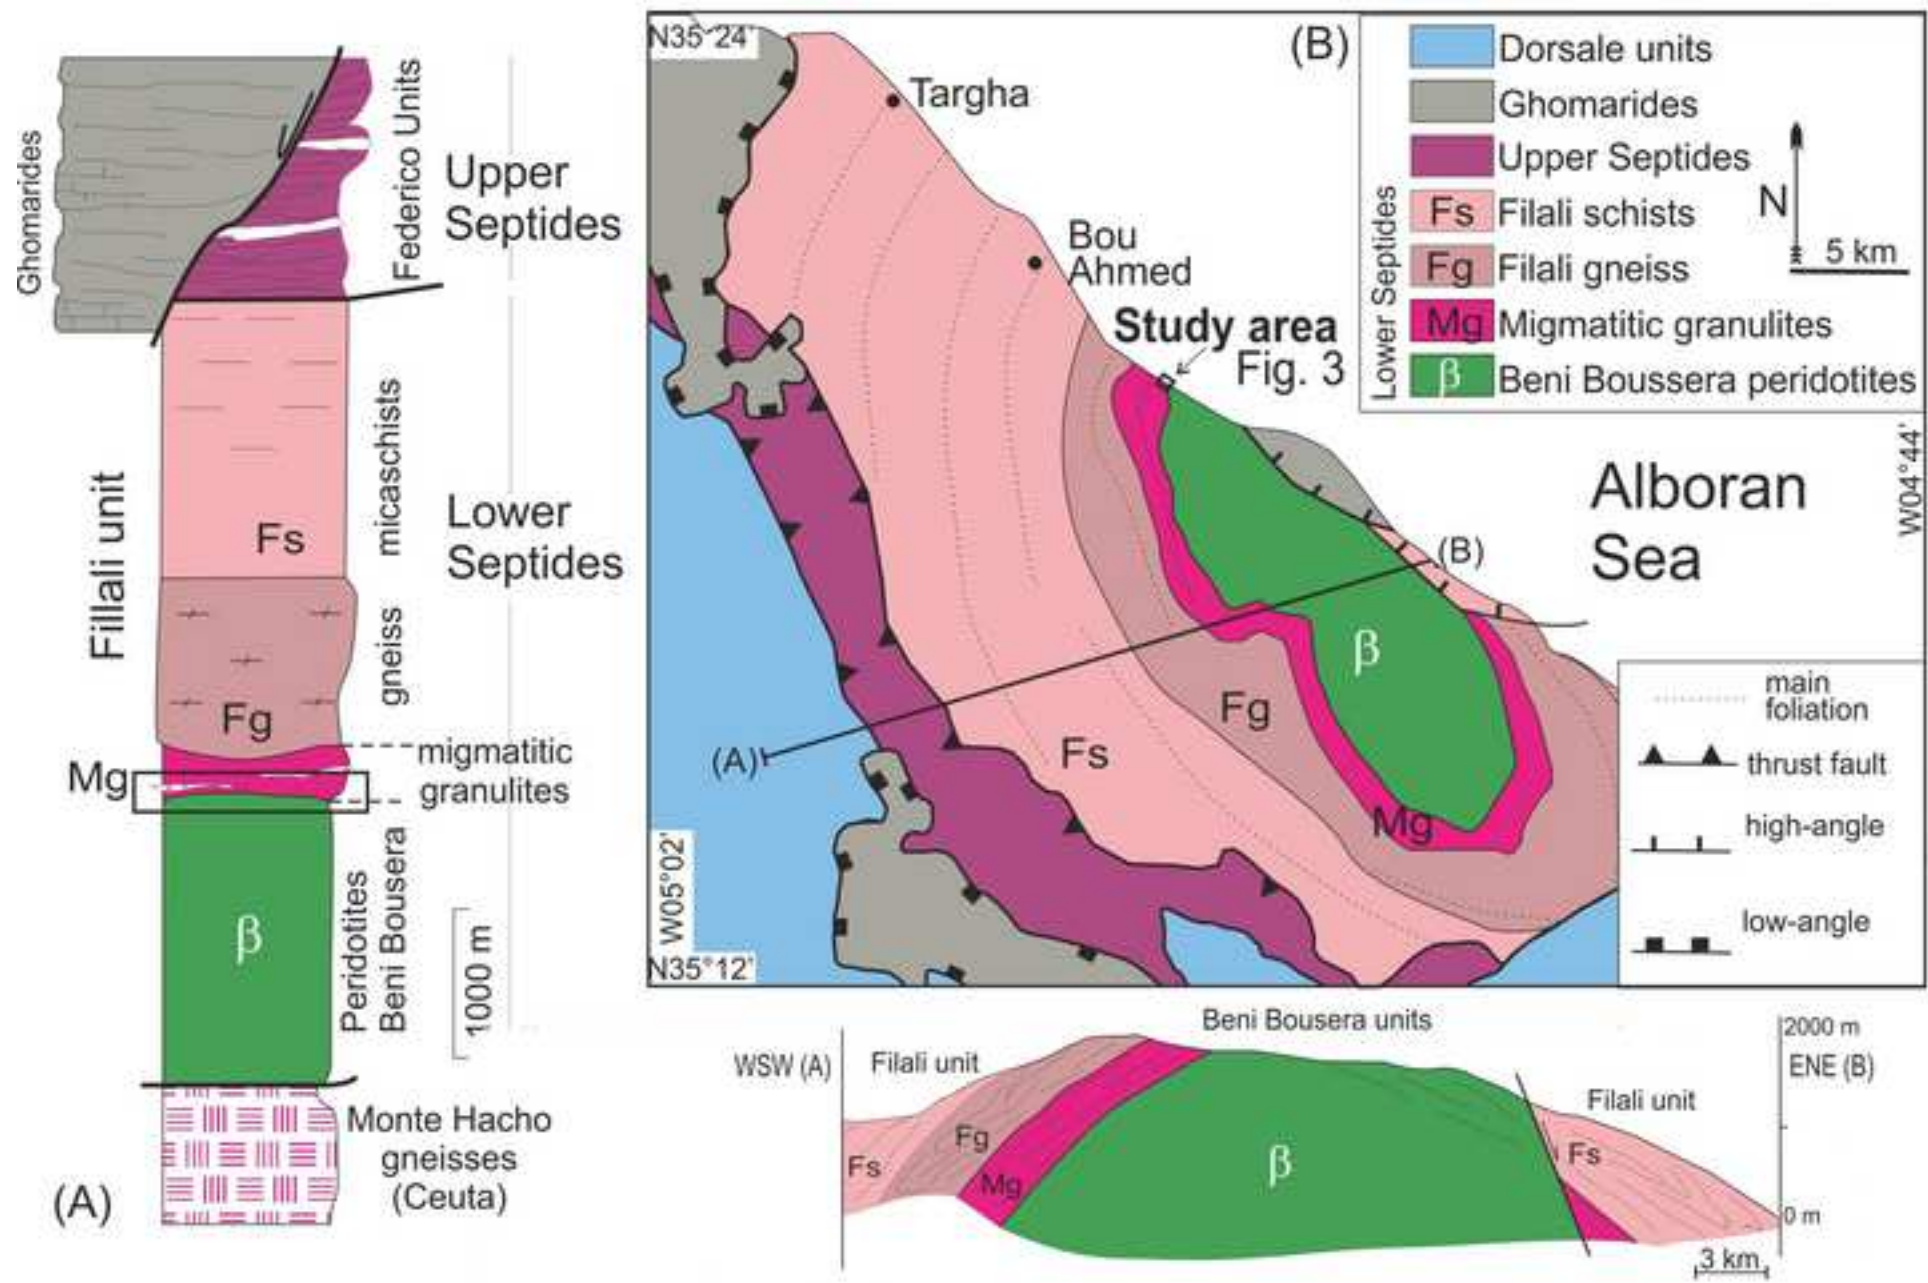 Ghomarides
Federico Units
Upper
Septides
Filali unit
micaschists
Fs
Lower
Septides
gneiss
Fg
Mg
migmatitic
granulites
β
Peridotites
Beni Bousera
1000 m
Monte Hacho
gneisses
(Ceuta)
(A)
N35°24'
(B)
Targha
Bou
Ahmed
Study area
Fig. 3
Dorsale units
Ghomarides
Upper Septides
Lower Septides
Fs Filali schists
Fg Filali gneiss
Mg Migmatitic granulites
β Beni Boussera peridotites
N
5 km
W04°44'
Alboran
Sea
(B)
β
Fg
(A)
Fs
Mg
W05°02'
N35°12'
main
foliation
thrust fault
high-angle
low-angle
Beni Bousera units
WSW (A)
Filali unit
2000 m
ENE (B)
Filali unit
Fg
Fs
Mg
β
Fs
0 m
3 km